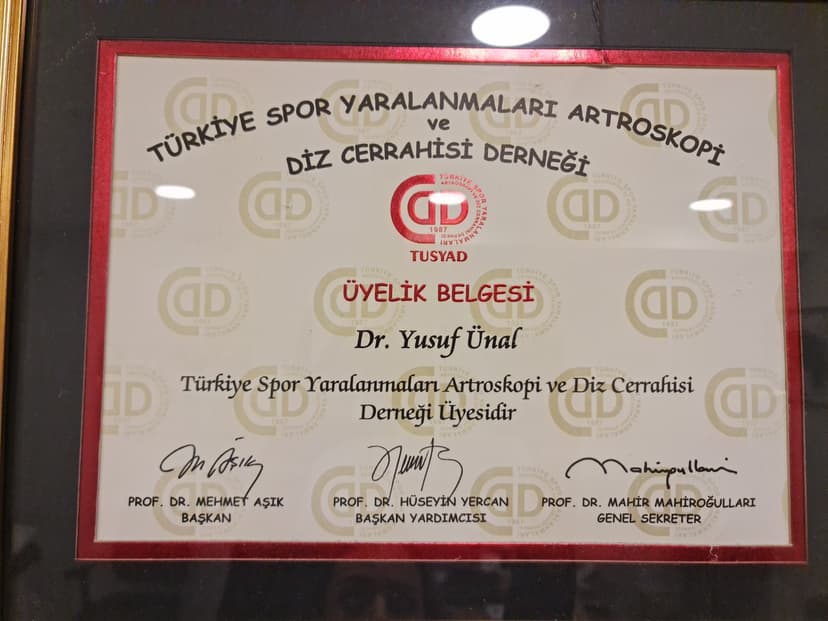 TÜRKİYE SPOR YARALANMALARI ARTROSKOPİ
ve
DİZ CERRAHİSİ DERNEĞİ
1987
TUSYAD
ÜYELİK BELGESİ
Dr. Yusuf Ünal
Türkiye Spor Yaralanmaları Artroskopi ve Diz Cerrahisi
Derneği Üyesidir
PROF. DR. MEHMET AŞIK
BAŞKAN
PROF. DR. HÜSEYİN YERCAN
BAŞKAN YARDIMCISI
PROF. DR. MAHİR MAHİROĞULLARI
GENEL SEKRETER